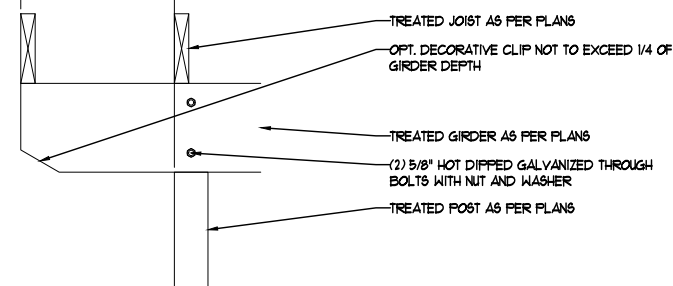 TREATED JOIST AS PER PLANS
OPT. DECORATIVE CLIP NOT TO EXCEED 1/4 OF
GIRDER DEPTH
TREATED GIRDER AS PER PLANS
(2) 5/8" HOT DIPPED GALVANIZED THROUGH
BOLTS WITH NUT AND WASHER
TREATED POST AS PER PLANS